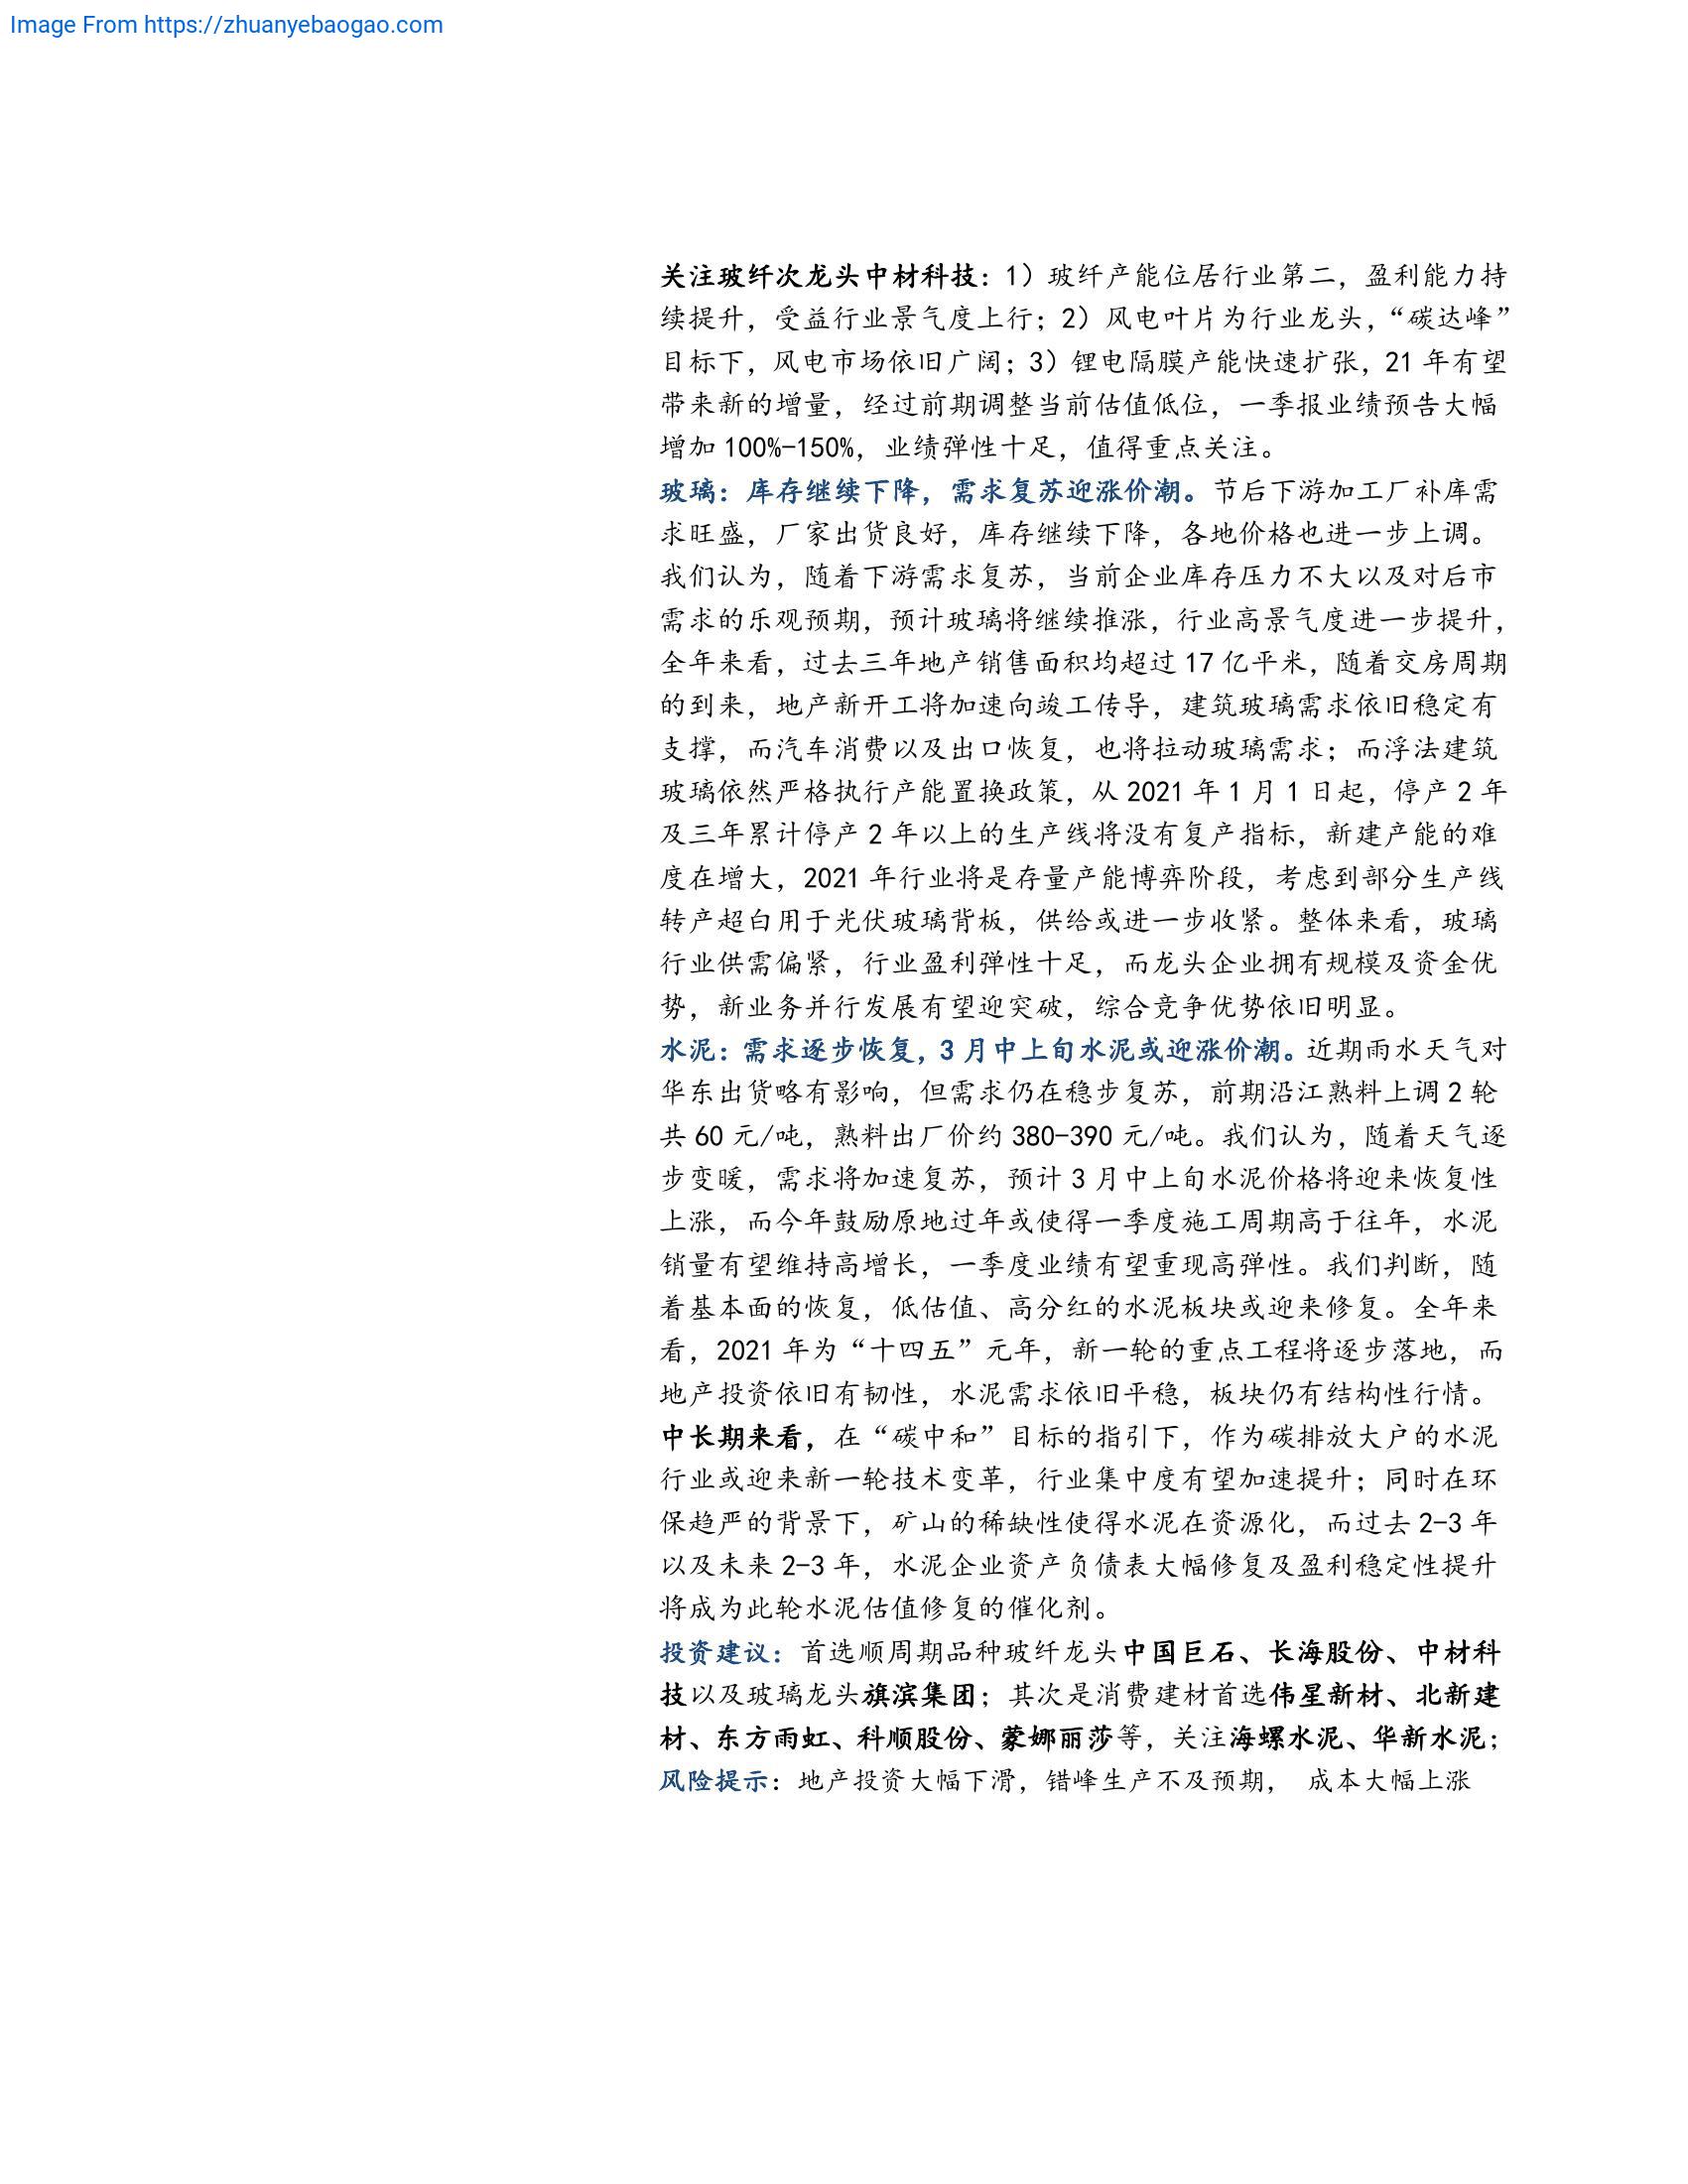 Image From https://zhuanyebaogao.com
关注玻纤次龙头中材科技：1）玻纤产能位居行业第二，盈利能力持
续提升，受益行业景气度上行；2）风电叶片为行业龙头，“碳达峰”
目标下，风电市场依旧广阔；3）锂电隔膜产能快速扩张，21 年有望
带来新的增量，经过前期调整当前估值低位，一季报业绩预告大幅
增加 100%-150%，业绩弹性十足，值得重点关注。
玻璃：库存继续下降，需求复苏迎涨价潮。节后下游加工厂补库需
求旺盛，厂家出货良好，库存继续下降，各地价格也进一步上调。
我们认为，随着下游需求复苏，当前企业库存压力不大以及对后市
需求的乐观预期，预计玻璃将继续推涨，行业高景气度进一步提升，
全年来看，过去三年地产销售面积均超过 17 亿平米，随着交房周期
的到来，地产新开工将加速向竣工传导，建筑玻璃需求依旧稳定有
支撑，而汽车消费以及出口恢复，也将拉动玻璃需求；而浮法建筑
玻璃依然严格执行产能置换政策，从 2021 年 1 月 1 日起，停产 2 年
及三年累计停产 2 年以上的生产线将没有复产指标，新建产能的难
度在增大，2021 年行业将是存量产能博弈阶段，考虑到部分生产线
转产超白用于光伏玻璃背板，供给或进一步收紧。整体来看，玻璃
行业供需偏紧，行业盈利弹性十足，而龙头企业拥有规模及资金优
势，新业务并行发展有望迎突破，综合竞争优势依旧明显。
水泥：需求逐步恢复，3 月中上旬水泥或迎涨价潮。近期雨水天气对
华东出货略有影响，但需求仍在稳步复苏，前期沿江熟料上调 2 轮
共 60 元/吨，熟料出厂价约 380-390 元/吨。我们认为，随着天气逐
步变暖，需求将加速复苏，预计 3 月中上旬水泥价格将迎来恢复性
上涨，而今年鼓励原地过年或使得一季度施工周期高于往年，水泥
销量有望维持高增长，一季度业绩有望重现高弹性。我们判断，随
着基本面的恢复，低估值、高分红的水泥板块或迎来修复。全年来
看，2021 年为“十四五”元年，新一轮的重点工程将逐步落地，而
地产投资依旧有韧性，水泥需求依旧平稳，板块仍有结构性行情。
中长期来看，在“碳中和”目标的指引下，作为碳排放大户的水泥
行业或迎来新一轮技术变革，行业集中度有望加速提升；同时在环
保趋严的背景下，矿山的稀缺性使得水泥在资源化，而过去 2-3 年
以及未来 2-3 年，水泥企业资产负债表大幅修复及盈利稳定性提升
将成为此轮水泥估值修复的催化剂。
投资建议：首选顺周期品种玻纤龙头中国巨石、长海股份、中材科
技以及玻璃龙头旗滨集团；其次是消费建材首选伟星新材、北新建
材、东方雨虹、科顺股份、蒙娜丽莎等，关注海螺水泥、华新水泥；
风险提示：地产投资大幅下滑，错峰生产不及预期， 成本大幅上涨